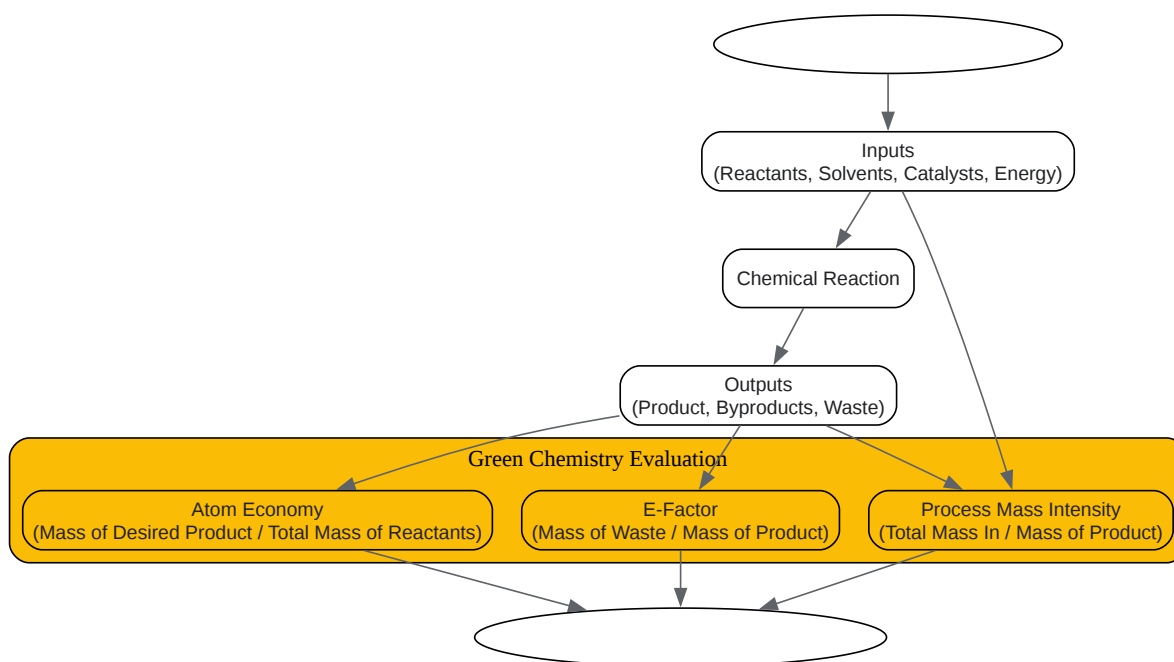 Inputs
(Reactants, Solvents, Catalysts, Energy)
Chemical Reaction
Outputs
(Product, Byproducts, Waste)
Green Chemistry Evaluation
Atom Economy
(Mass of Desired Product / Total Mass of Reactants)
E-Factor
(Mass of Waste / Mass of Product)
Process Mass Intensity
(Total Mass In / Mass of Product)